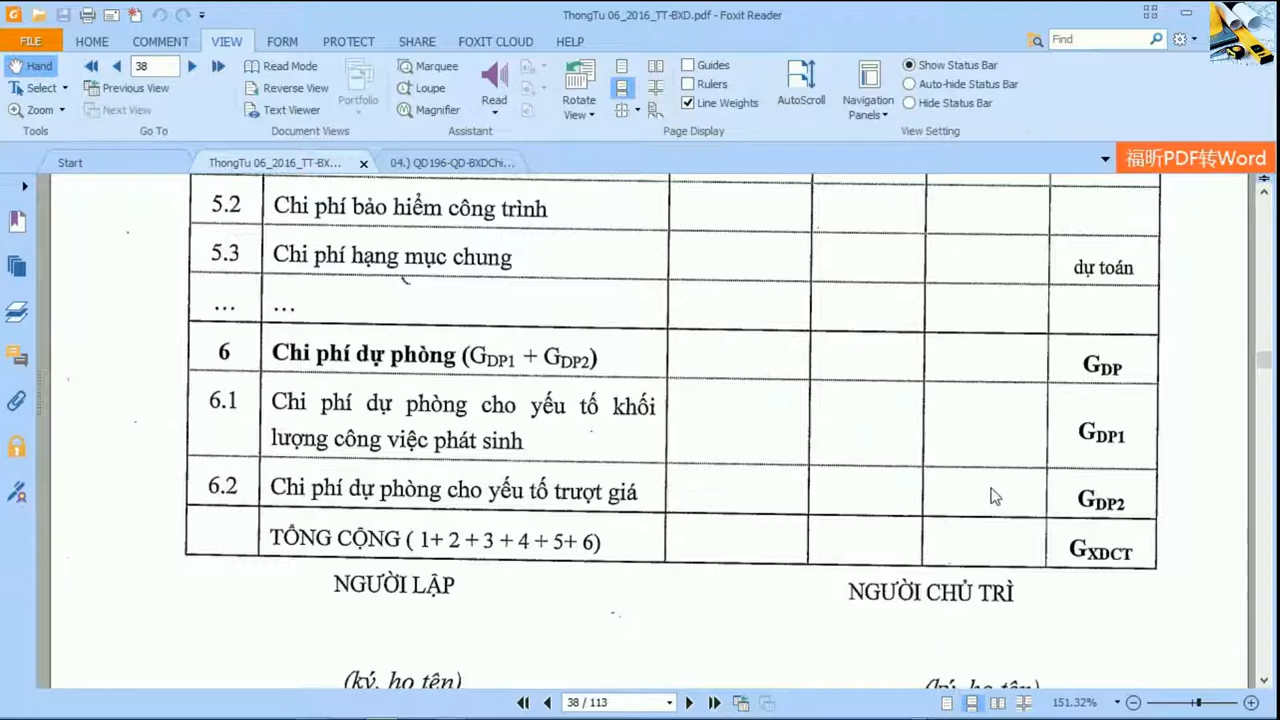 ThongTu 06_2016_TT-BXD.pdf - Foxit Reader
FILE HOME COMMENT VIEW FORM PROTECT SHARE FOXIT CLOUD HELP Find
Hand 38 Read Mode Marquee Guides Show Status Bar
Select Previous View Reverse View Loupe Rulers Auto-hide Status Bar
Zoom Next View Text Viewer Portfolio Magnifier Read Rotate View Line Weights AutoScroll Navigation Panels Hide Status Bar
Tools Go To Document Views Assistant Page Display View Setting
Start ThongTu 06_2016_TT-BX... 04.) QD196-QD-BXDChi... 福昕PDF转Word
5.2 Chi phí bảo hiểm công trình
5.3 Chi phí hạng mục chung dự toán
... ...
6 Chi phí dự phòng (GDP1 + GDP2) GDP
6.1 Chi phí dự phòng cho yếu tố khối
lượng công việc phát sinh GDP1
6.2 Chi phí dự phòng cho yếu tố trượt giá GDP2
TỔNG CỘNG ( 1+ 2 + 3 + 4 + 5+ 6) GXDCT
NGƯỜI LẬP NGƯỜI CHỦ TRÌ
(ký, họ tên) (ký, họ tên)
38 / 113 151.32%